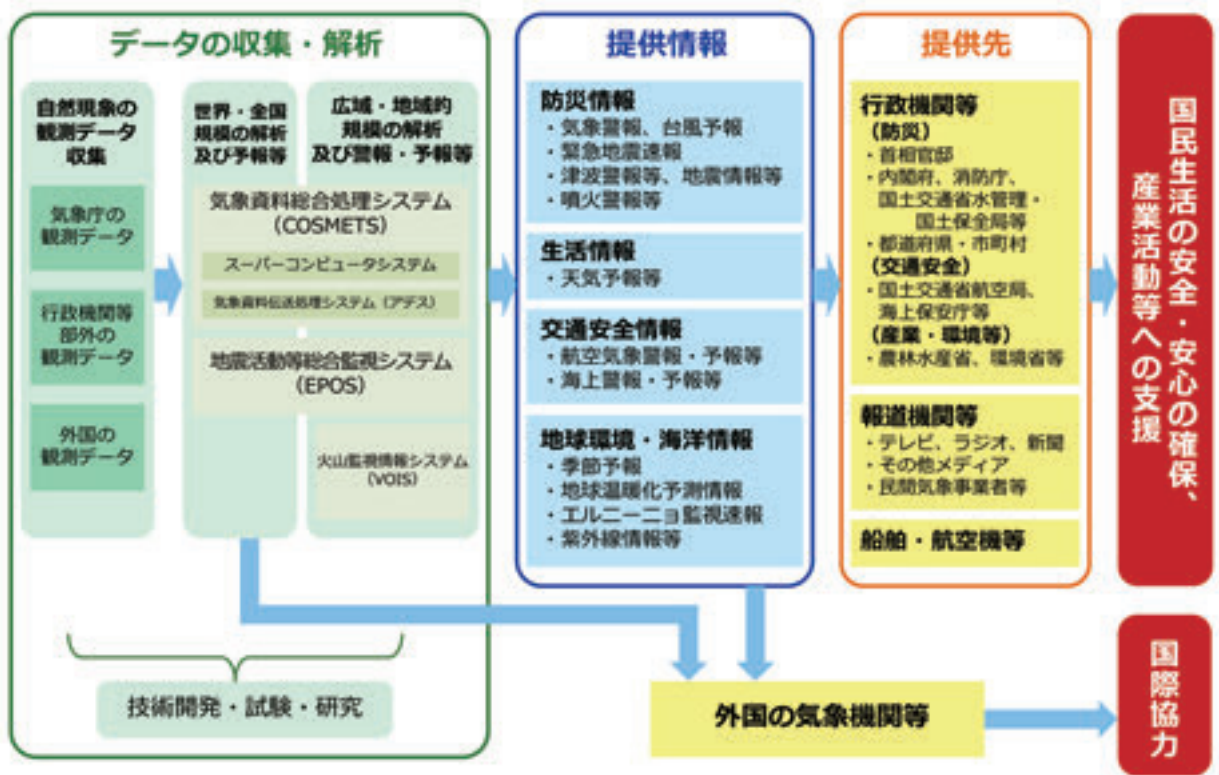 データの収集・解析
自然現象の
観測データ
収集
気象庁の
観測データ
行政機関等
部外の
観測データ
外国の
観測データ
世界・全国
規模の解析
及び予報等
広域・地域的
規模の解析
及び警報・予報等
気象資料総合処理システム
(COSMETS)
スーパーコンピュータシステム
気象資料伝送処理システム（アデス）
地震活動等総合監視システム
(EPOS)
火山監視情報システム
(VOIS)
技術開発・試験・研究
提供情報
防災情報
・気象警報、台風予報
・緊急地震速報
・津波警報等、地震情報等
・噴火警報等
生活情報
・天気予報等
交通安全情報
・航空気象警報・予報等
・海上警報・予報等
地球環境・海洋情報
・季節予報
・地球温暖化予測情報
・エルニーニョ監視速報
・紫外線情報等
提供先
行政機関等
（防災）
・首相官邸
・内閣府、消防庁、
国土交通省水管理・
国土保全局等
・都道府県・市町村
（交通安全）
・国土交通省航空局、
海上保安庁等
（産業・環境等）
・農林水産省、環境省等
報道機関等
・テレビ、ラジオ、新聞
・その他メディア
・民間気象事業者等
船舶・航空機等
国民生活の安全・安心の確保、
産業活動等への支援
外国の気象機関等
国際協力